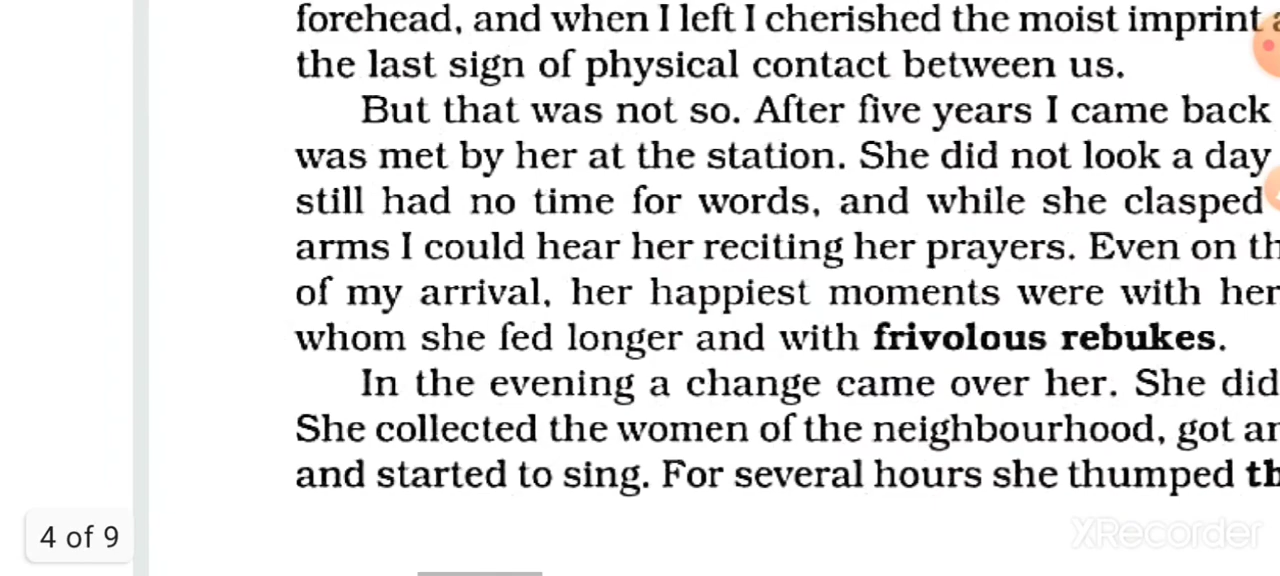 forehead, and when I left I cherished the moist imprint
the last sign of physical contact between us.
But that was not so. After five years I came back
was met by her at the station. She did not look a day
still had no time for words, and while she clasped
arms I could hear her reciting her prayers. Even on th
of my arrival, her happiest moments were with her
whom she fed longer and with frivolous rebukes.
In the evening a change came over her. She did
She collected the women of the neighbourhood, got an
and started to sing. For several hours she thumped th
4 of 9
XRecorder